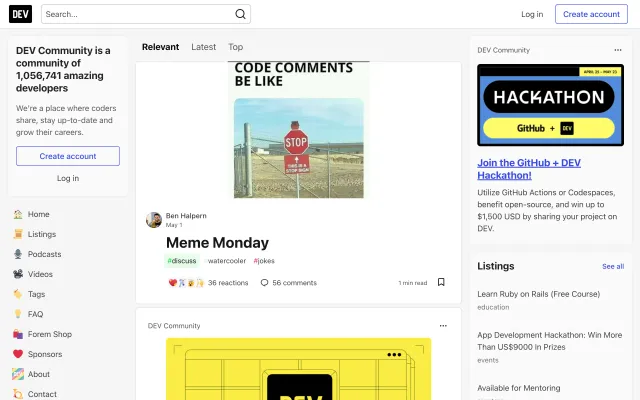 DEV
Search...
Log in
Create account
DEV Community is a
community of
1,056,741 amazing
developers
We're a place where coders
share, stay up-to-date and
grow their careers.
Create account
Log in
Home
Listings
Podcasts
Videos
Tags
FAQ
Forem Shop
Sponsors
About
Contact
Relevant
Latest
Top
CODE COMMENTS
BE LIKE
STOP
THIS IS A
STOP SIGN
Ben Halpern
May 1
Meme Monday
#discuss
watercooler
#jokes
36 reactions
56 comments
1 min read
DEV Community
DEV
DEV Community
APRIL 25 - MAY 23
HACKATHON
GitHub + DEV
Join the GitHub + DEV
Hackathon!
Utilize GitHub Actions or Codespaces,
benefit open-source, and win up to
$1,500 USD by sharing your project on
DEV.
Listings
See all
Learn Ruby on Rails (Free Course)
education
App Development Hackathon: Win More
Than US$9000 In Prizes
events
Available for Mentoring